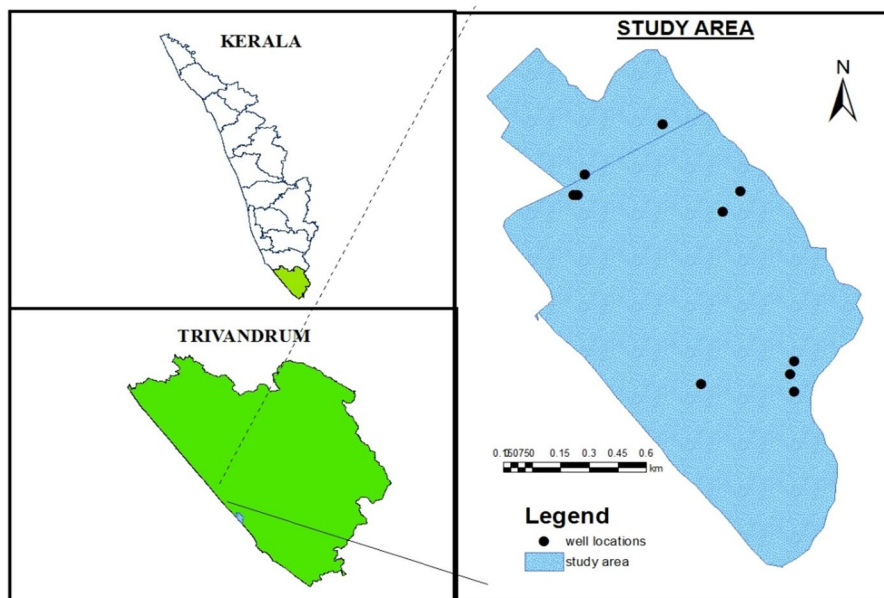 KERALA
TRIVANDRUM
STUDY AREA
N
0.15 0.3 0.45 0.6
km
Legend
well locations
study area